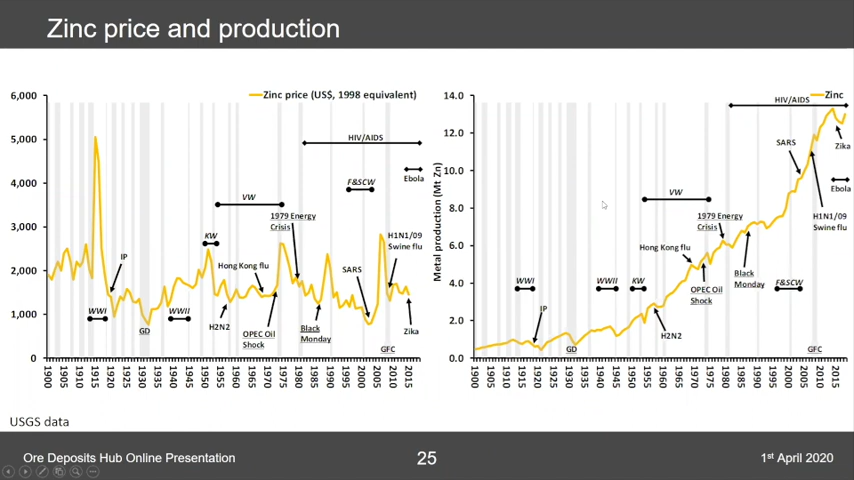 Zinc price and production
6,000
5,000
4,000
3,000
2,000
1,000
0
Zinc price (US$, 1998 equivalent)
HIV/AIDS
Ebola
F&SCW
VW
1979 Energy
Crisis
KW
H1N1/09
Swine flu
Hong Kong flu
SARS
IP
WWI
WWII
GD
H2N2
OPEC Oil
Shock
Black
Monday
Zika
GFC
1900
1905
1910
1915
1920
1925
1930
1935
1940
1945
1950
1955
1960
1965
1970
1975
1980
1985
1990
1995
2000
2005
2010
2015
Metal production (Mt Zn)
14.0
12.0
10.0
8.0
6.0
4.0
2.0
0.0
Zinc
HIV/AIDS
SARS
Zika
Ebola
VW
1979 Energy
Crisis
H1N1/09
Swine flu
Hong Kong flu
WWI
WWII
KW
OPEC Oil
Shock
Black
Monday
F&SCW
IP
H2N2
GD
GFC
1900
1905
1910
1915
1920
1925
1930
1935
1940
1945
1950
1955
1960
1965
1970
1975
1980
1985
1990
1995
2000
2005
2010
2015
USGS data
Ore Deposits Hub Online Presentation
25
1st April 2020